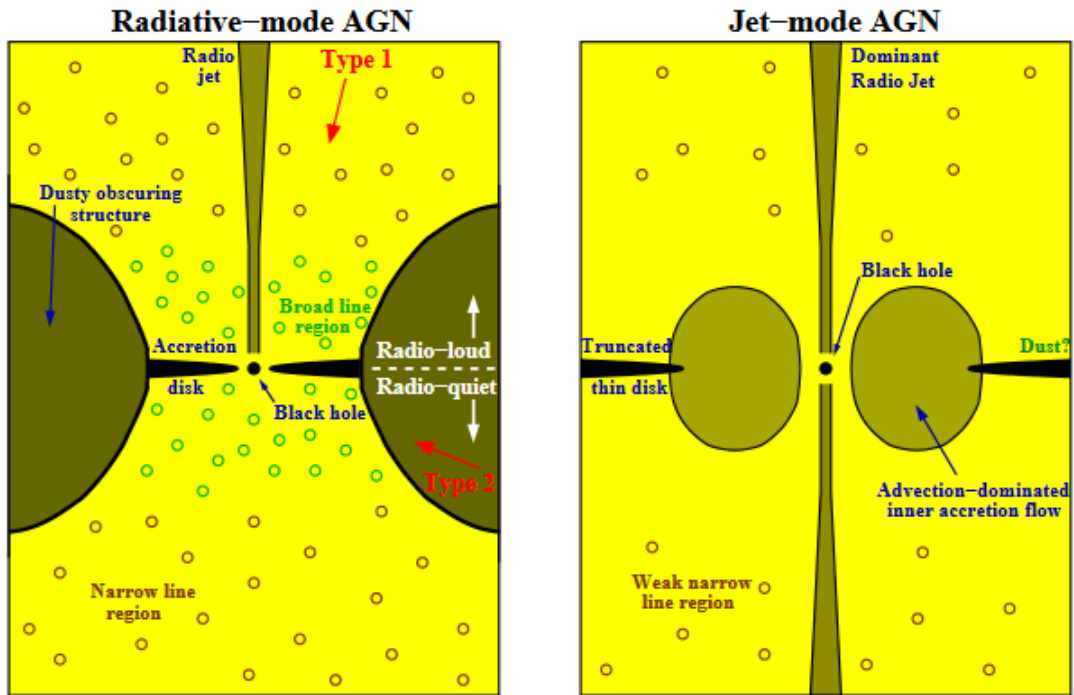 Radiative−mode AGN
Radio
jet
Type 1
Dusty obscuring
structure
Broad line
region
Accretion
disk
Radio−loud
Radio−quiet
Black hole
Type 2
Narrow line
region
Jet−mode AGN
Dominant
Radio Jet
Black hole
Truncated
thin disk
Dust?
Advection−dominated
inner accretion flow
Weak narrow
line region